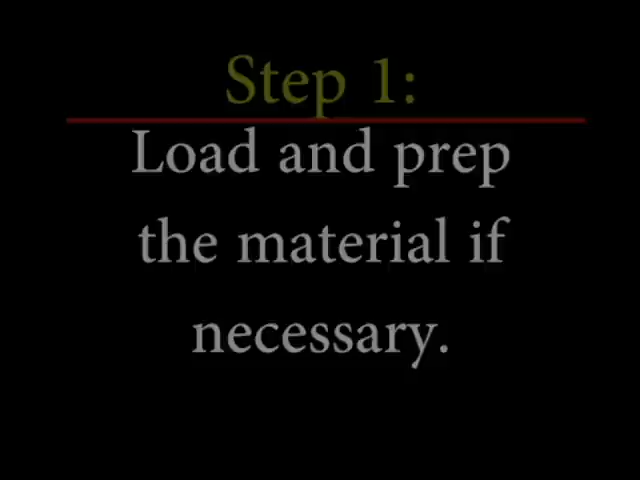 Step 1:
Load and prep
the material if
necessary.